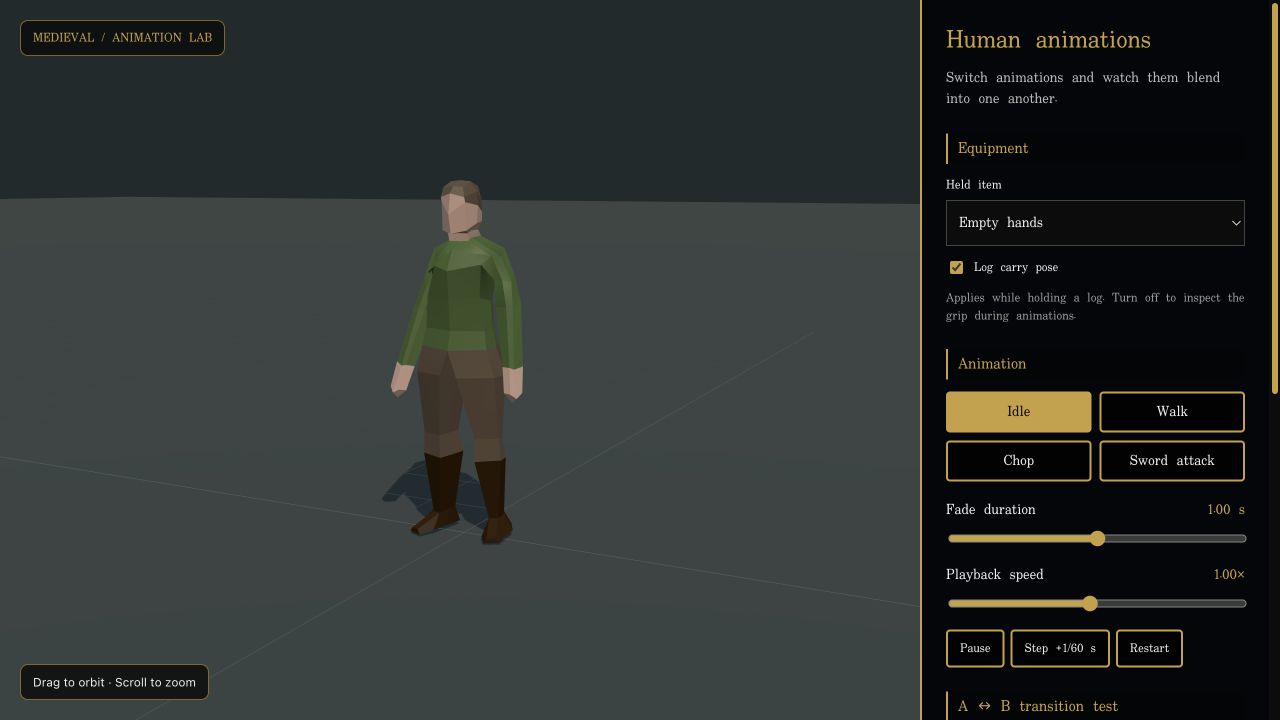 MEDIEVAL / ANIMATION LAB
Drag to orbit · Scroll to zoom
Human animations
Switch animations and watch them blend
into one another.
Equipment
Held item
Empty hands
Log carry pose
Applies while holding a log. Turn off to inspect the
grip during animations.
Animation
Idle
Walk
Chop
Sword attack
Fade duration 1.00 s
Playback speed 1.00×
Pause
Step +1/60 s
Restart
A ↔ B transition test